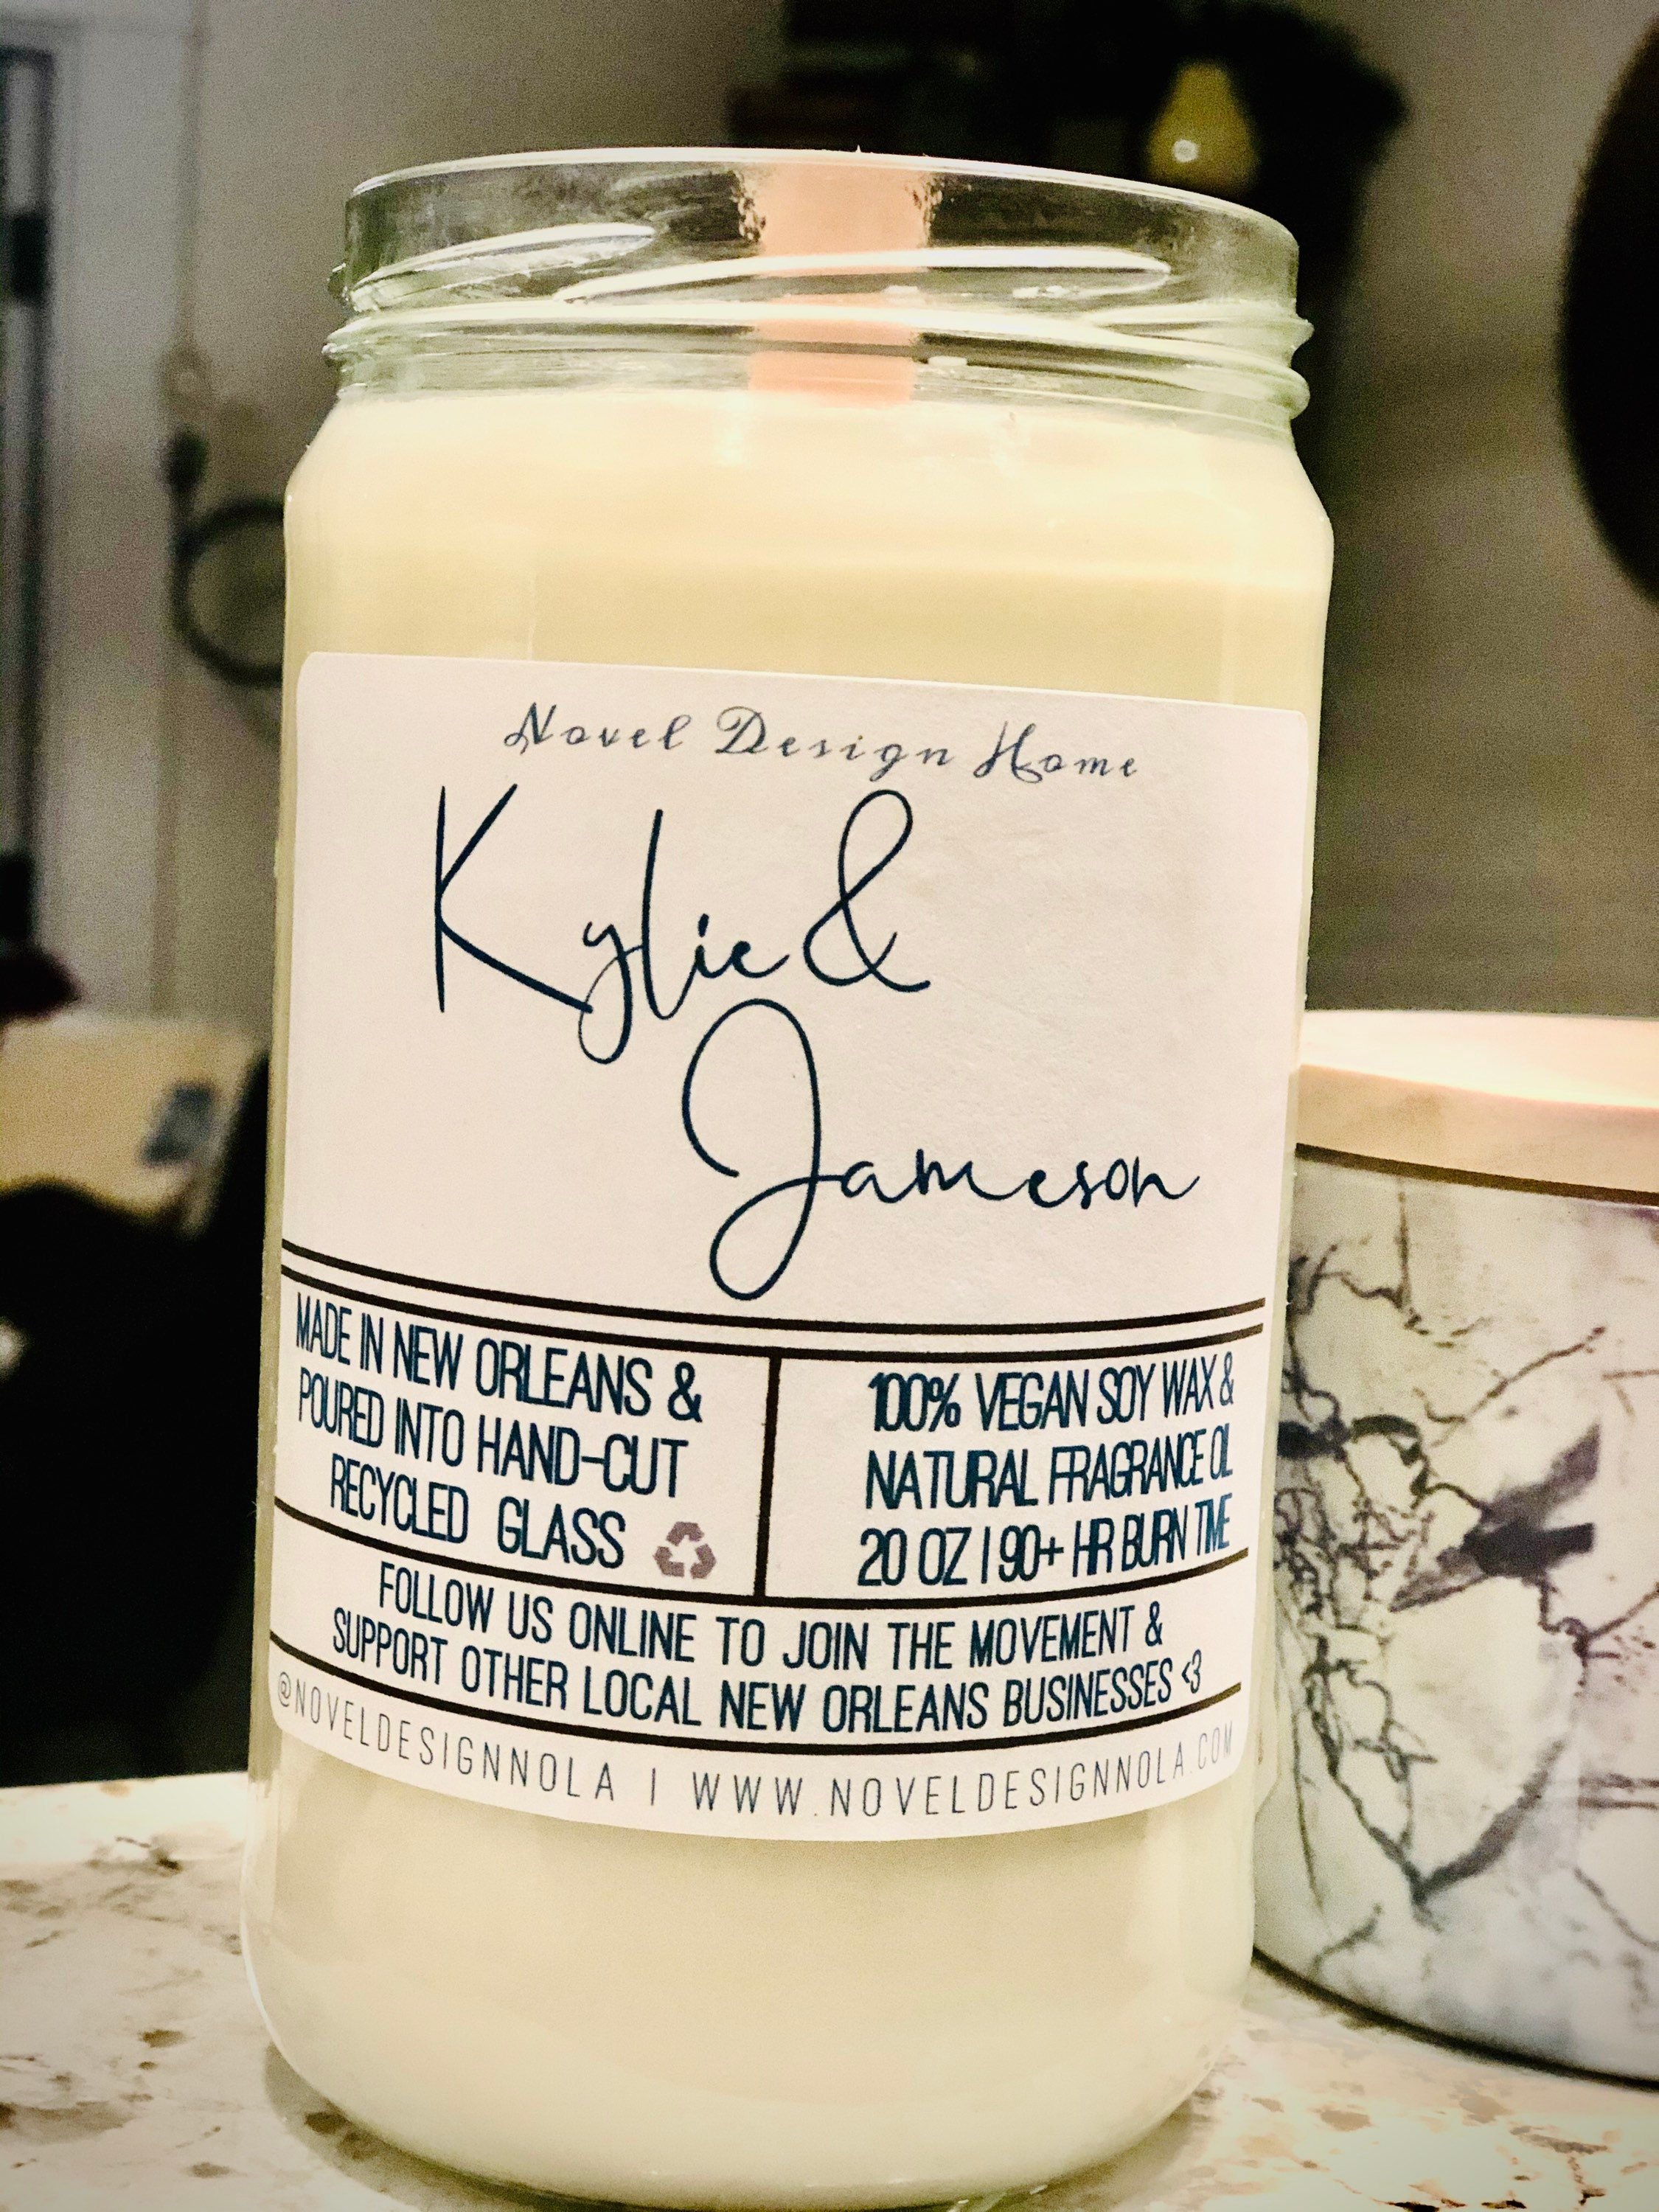 Novel Design Home
Kylie &
Jameson
MADE IN NEW ORLEANS &
POURED INTO HAND-CUT
RECYCLED GLASS
100% VEGAN SOY WAX &
NATURAL FRAGRANCE OIL
20 OZ | 90+ HR BURN TIME
FOLLOW US ONLINE TO JOIN THE MOVEMENT &
SUPPORT OTHER LOCAL NEW ORLEANS BUSINESSES <3
@NOVELDESIGNNOLA | WWW.NOVELDESIGNNOLA.COM